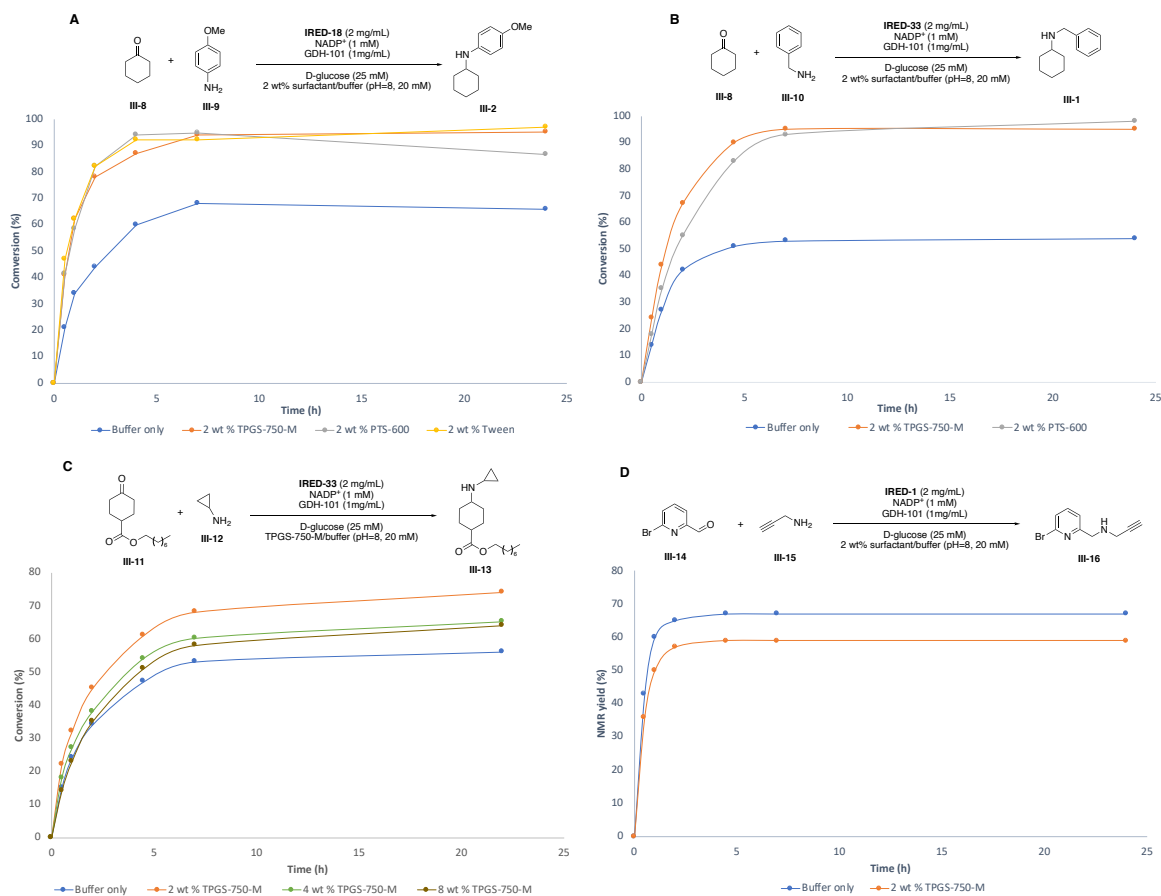 A
IRED-18 (2 mg/mL)
NADP⁺ (1 mM)
GDH-101 (1mg/mL)
D-glucose (25 mM)
2 wt% surfactant/buffer (pH=8, 20 mM)
O
+
OMe
NH₂
HN
OMe
III-8
III-9
III-2
Comversion (%)
100
90
80
70
60
50
40
30
20
10
0
0 5 10 15 20 25
Time (h)
Buffer only 2 wt % TPGS-750-M 2 wt % PTS-600 2 wt % Tween
B
IRED-33 (2 mg/mL)
NADP⁺ (1 mM)
GDH-101 (1mg/mL)
D-glucose (25 mM)
2 wt% surfactant/buffer (pH=8, 20 mM)
O
+
NH₂
HN
III-8
III-10
III-1
Conversion (%)
100
90
80
70
60
50
40
30
20
10
0
0 5 10 15 20 25
Time (h)
Buffer only 2 wt % TPGS-750-M 2 wt % PTS-600
C
IRED-33 (2 mg/mL)
NADP⁺ (1 mM)
GDH-101 (1mg/mL)
D-glucose (25 mM)
TPGS-750-M/buffer (pH=8, 20 mM)
O
O
O
( )₆
+
NH₂
HN
O
O
( )₆
III-11
III-12
III-13
Conversion (%)
80
70
60
50
40
30
20
10
0
0 5 10 15 20 25
Time (h)
Buffer only 2 wt % TPGS-750-M 4 wt % TPGS-750-M 8 wt % TPGS-750-M
D
IRED-1 (2 mg/mL)
NADP⁺ (1 mM)
GDH-101 (1mg/mL)
D-glucose (25 mM)
2 wt% surfactant/buffer (pH=8, 20 mM)
Br
N
O
+
NH₂
Br
N
H
N
III-14
III-15
III-16
NMR yield (%)
80
70
60
50
40
30
20
10
0
0 5 10 15 20 25
Time (h)
Buffer only 2 wt % TPGS-750-M